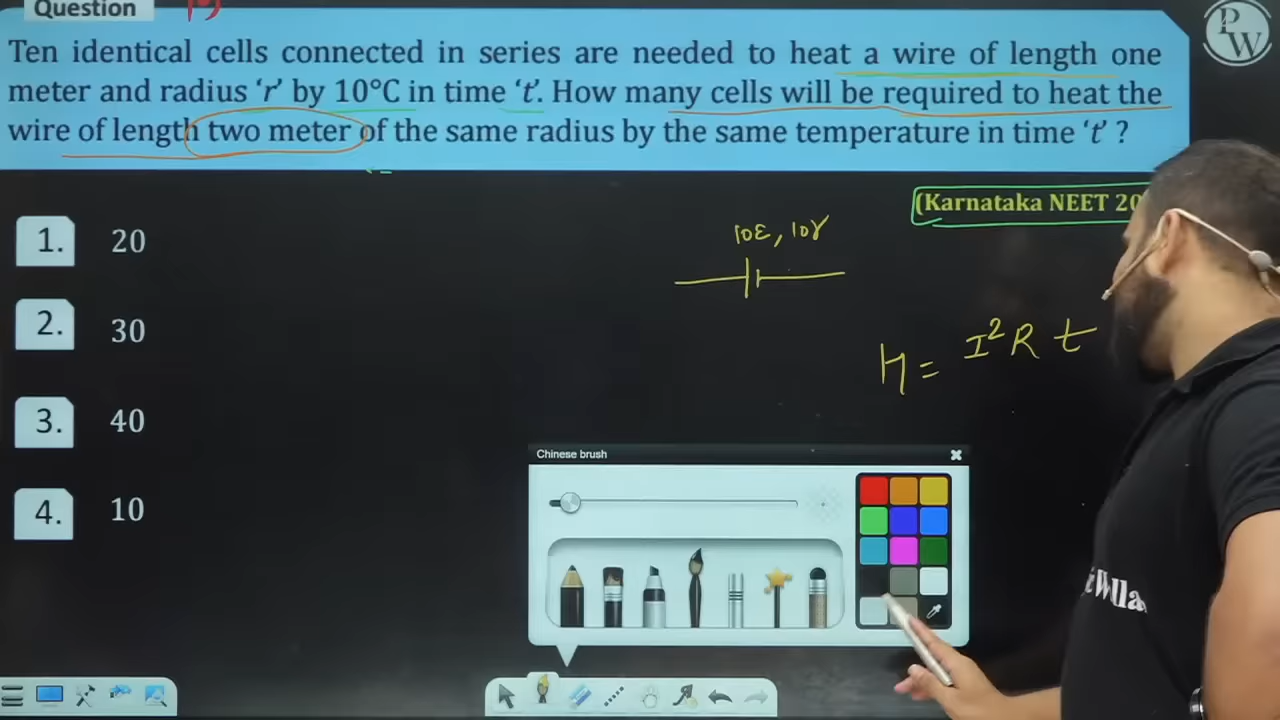 Question
PW
Ten identical cells connected in series are needed to heat a wire of length one
meter and radius ‘r’ by 10°C in time ‘t’. How many cells will be required to heat the
wire of length two meter of the same radius by the same temperature in time ‘t’ ?
(Karnataka NEET 20
10ε, 10r
H = I²Rt
1. 20
2. 30
3. 40
4. 10
Chinese brush